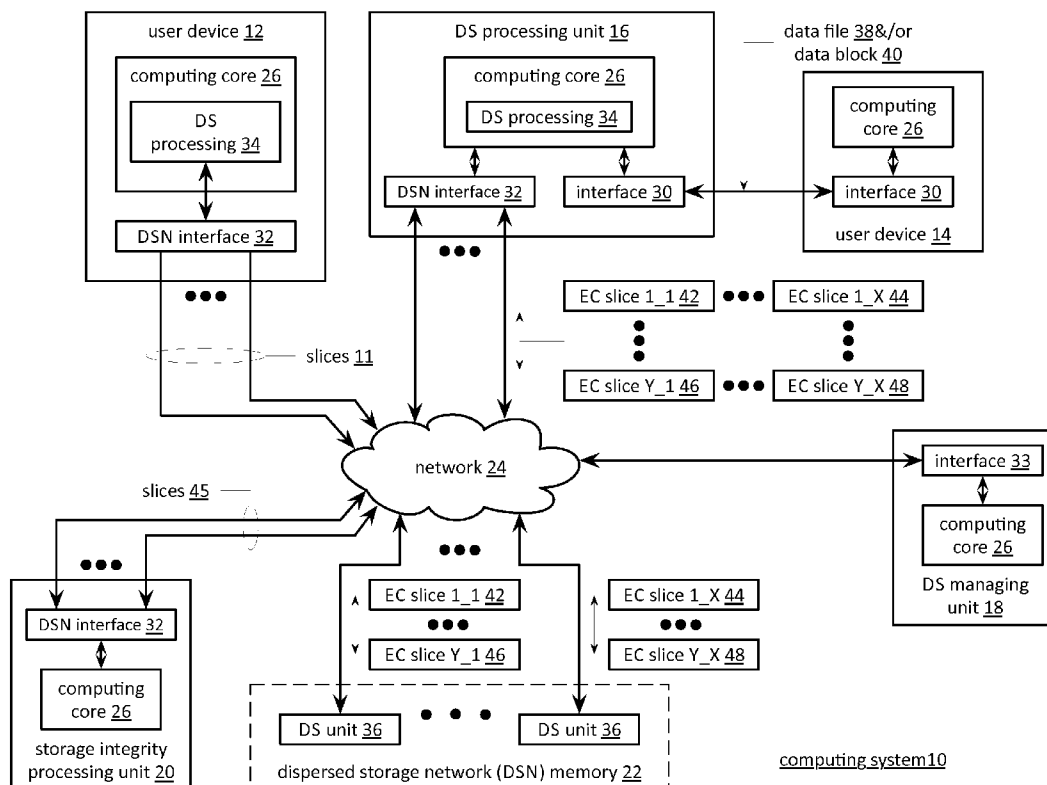 user device 12
computing core 26
DS
processing 34
DSN interface 32
slices 11
DS processing unit 16
computing core 26
DS processing 34
DSN interface 32
interface 30
data file 38&/or
data block 40
computing
core 26
interface 30
user device 14
EC slice 1_1 42
EC slice 1_X 44
EC slice Y_1 46
EC slice Y_X 48
network 24
interface 33
computing
core 26
DS managing
unit 18
slices 45
DSN interface 32
computing
core 26
storage integrity
processing unit 20
EC slice 1_1 42
EC slice Y_1 46
EC slice 1_X 44
EC slice Y_X 48
DS unit 36
DS unit 36
dispersed storage network (DSN) memory 22
computing system10